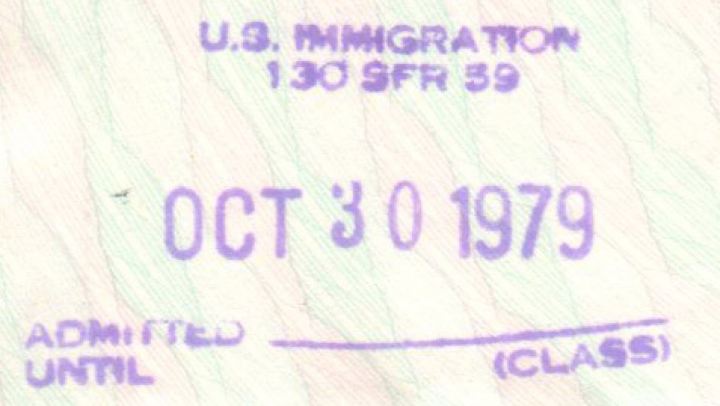 U.S. IMMIGRATION
130 SFR 59
OCT 30 1979
ADMITTED
UNTIL (CLASS)